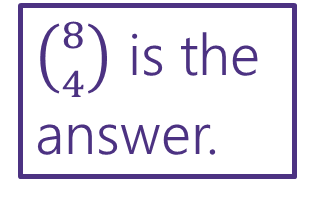 (8 4) is the
answer.